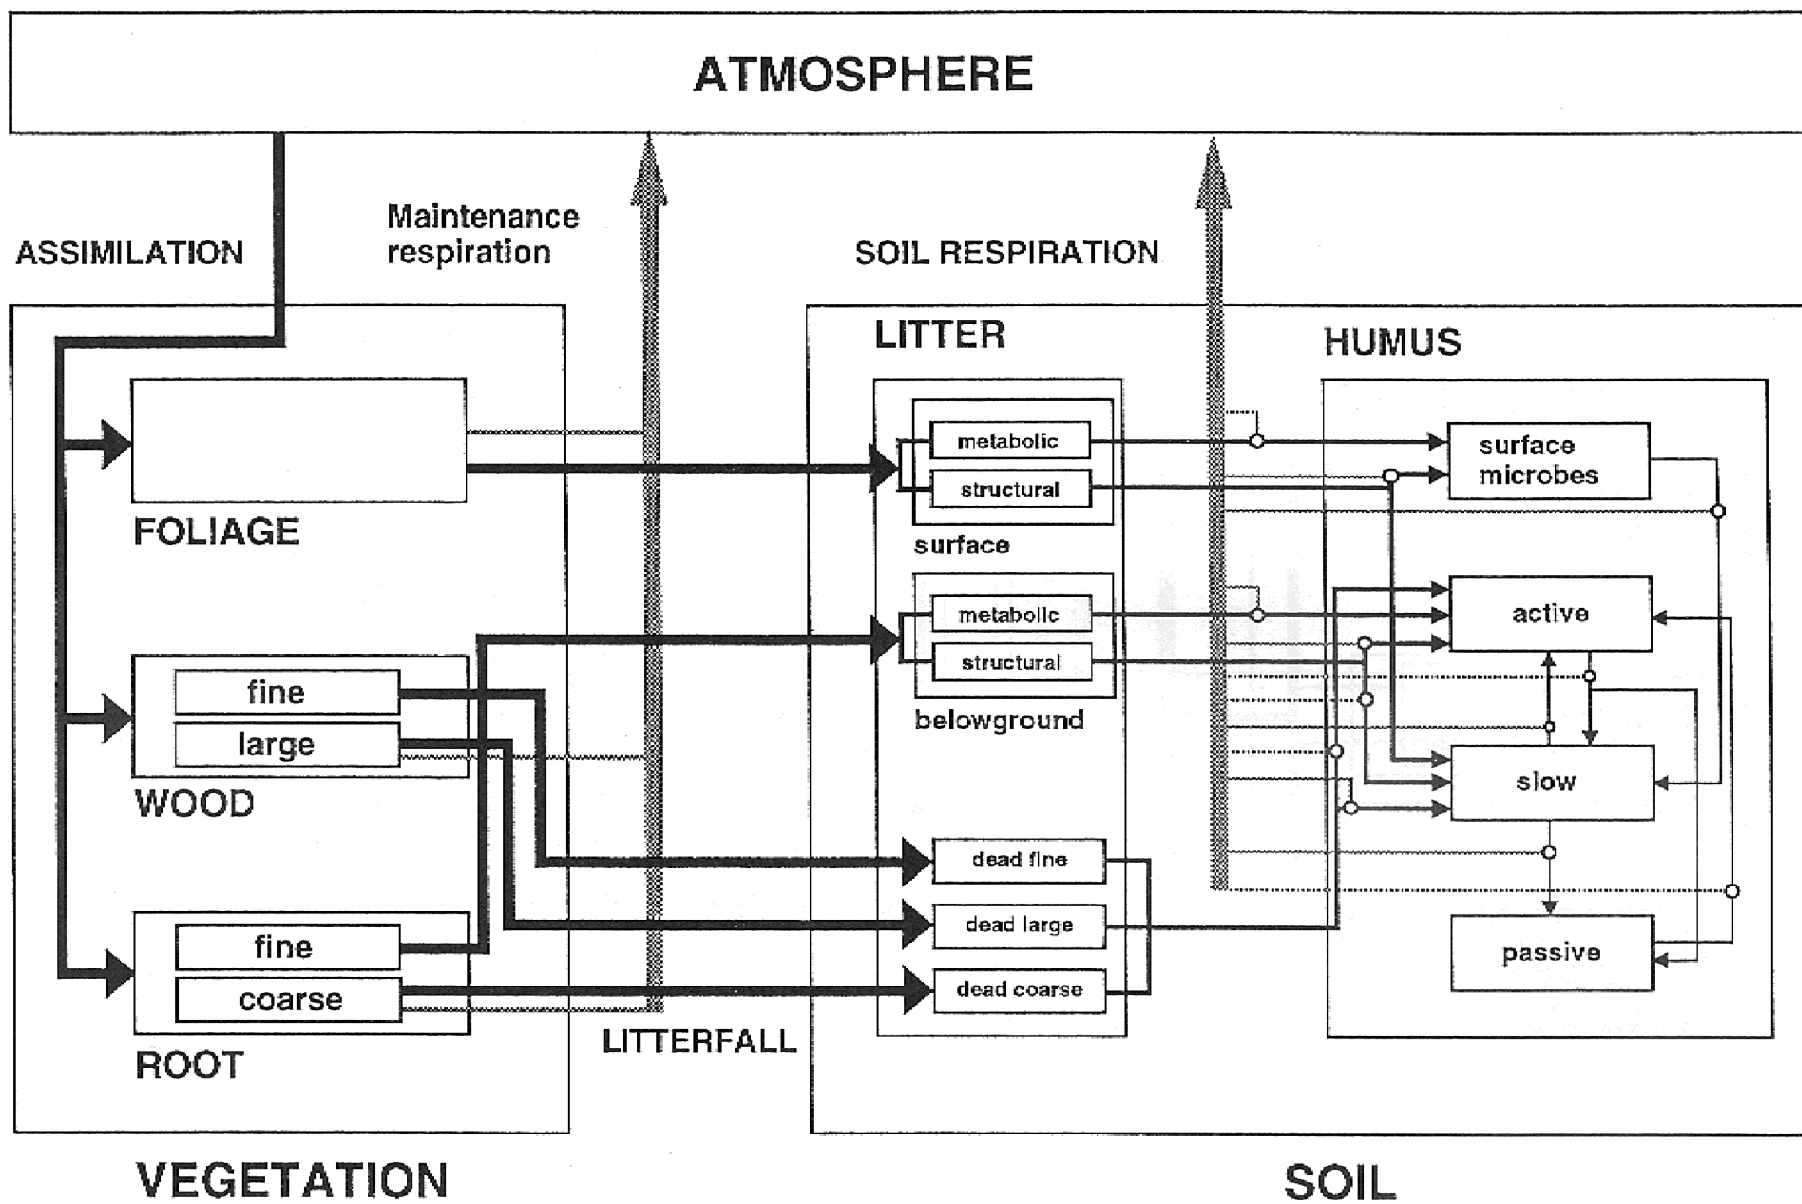 ATMOSPHERE
ASSIMILATION
Maintenance
respiration
SOIL RESPIRATION
FOLIAGE
fine
large
WOOD
fine
coarse
ROOT
VEGETATION
LITTERFALL
LITTER
metabolic
structural
surface
metabolic
structural
belowground
dead fine
dead large
dead coarse
HUMUS
surface
microbes
active
slow
passive
SOIL